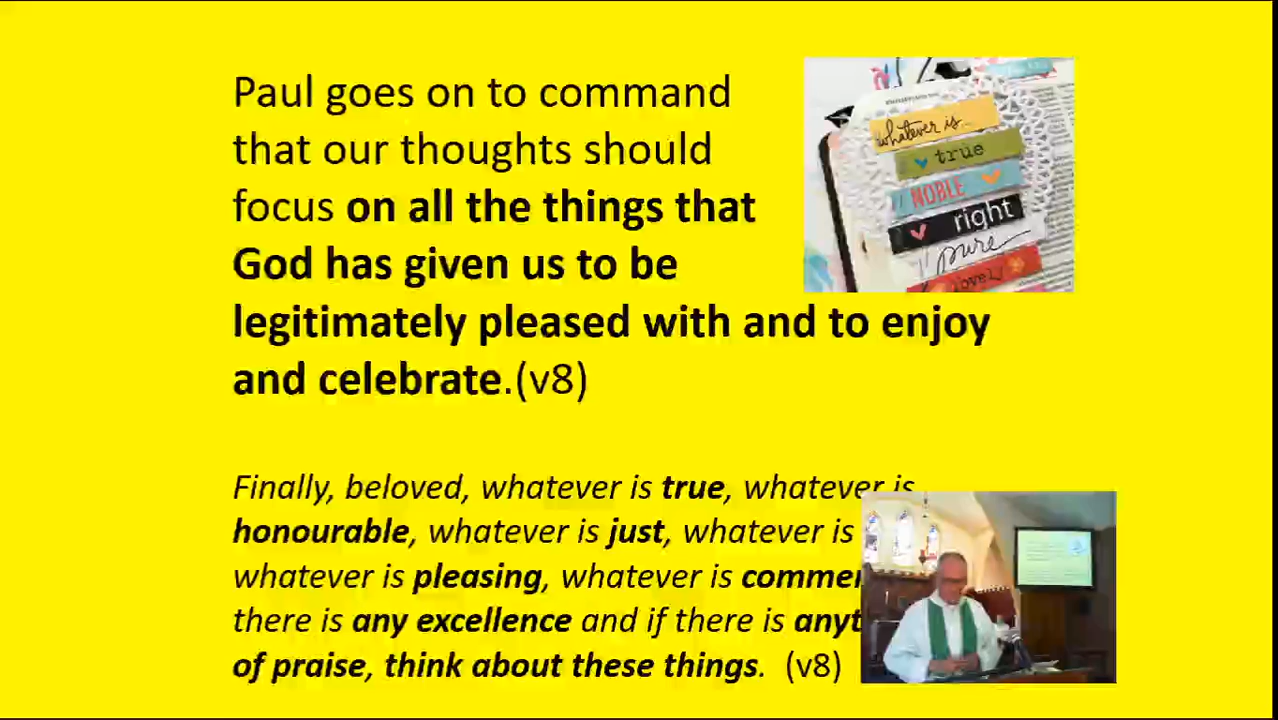 Paul goes on to command
that our thoughts should
focus on all the things that
God has given us to be
legitimately pleased with and to enjoy
and celebrate.(v8)
whatever is...
true
NOBLE
right
pure
Finally, beloved, whatever is true, whatever is
honourable, whatever is just, whatever is
whatever is pleasing, whatever is
there is any excellence and if there is
of praise, think about these things. (v8)